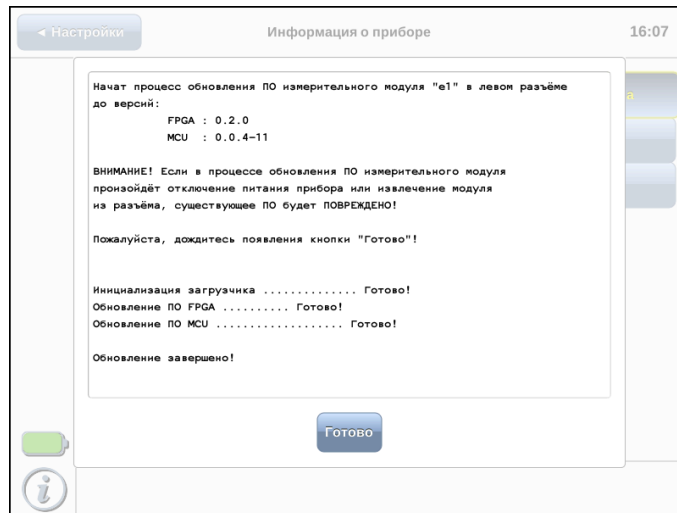 ◄ Настройки
Информация о приборе
16:07
а
Начат процесс обновления ПО измерительного модуля "e1" в левом разъёме
до версий:
FPGA : 0.2.0
MCU : 0.0.4-11
ВНИМАНИЕ! Если в процессе обновления ПО измерительного модуля
произойдёт отключение питания прибора или извлечение модуля
из разъёма, существующее ПО будет ПОВРЕЖДЕНО!
Пожалуйста, дождитесь появления кнопки "Готово"!
Инициализация загрузчика .............. Готово!
Обновление ПО FPGA .......... Готово!
Обновление ПО MCU ................... Готово!
Обновление завершено!
Готово
i